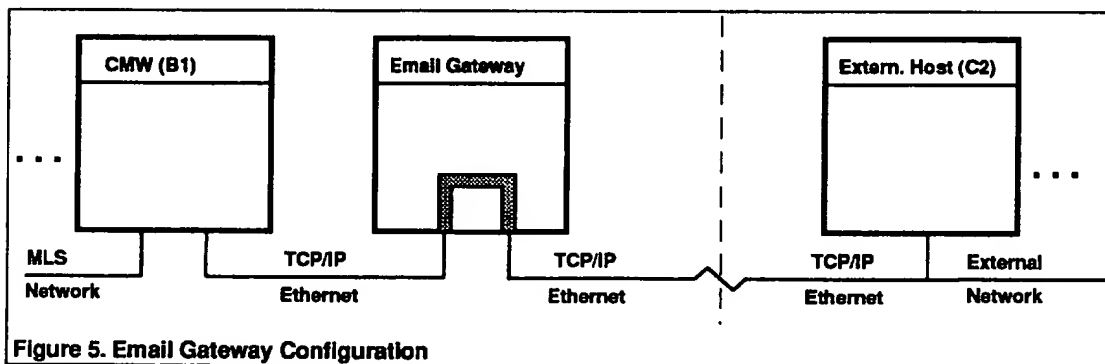 CMW (B1)
Email Gateway
Extern. Host (C2)
. . .
. . .
MLS
Network
TCP/IP
Ethernet
TCP/IP
Ethernet
TCP/IP
Ethernet
External
Network
Figure 5. Email Gateway Configuration